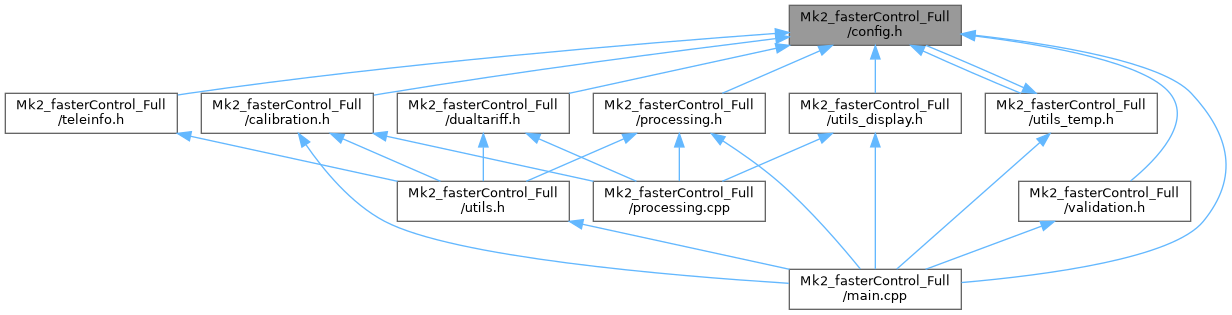 Mk2_fasterControl_Full
/config.h
Mk2_fasterControl_Full
/teleinfo.h
Mk2_fasterControl_Full
/calibration.h
Mk2_fasterControl_Full
/dualtariff.h
Mk2_fasterControl_Full
/processing.h
Mk2_fasterControl_Full
/utils_display.h
Mk2_fasterControl_Full
/utils_temp.h
Mk2_fasterControl_Full
/utils.h
Mk2_fasterControl_Full
/processing.cpp
Mk2_fasterControl_Full
/validation.h
Mk2_fasterControl_Full
/main.cpp